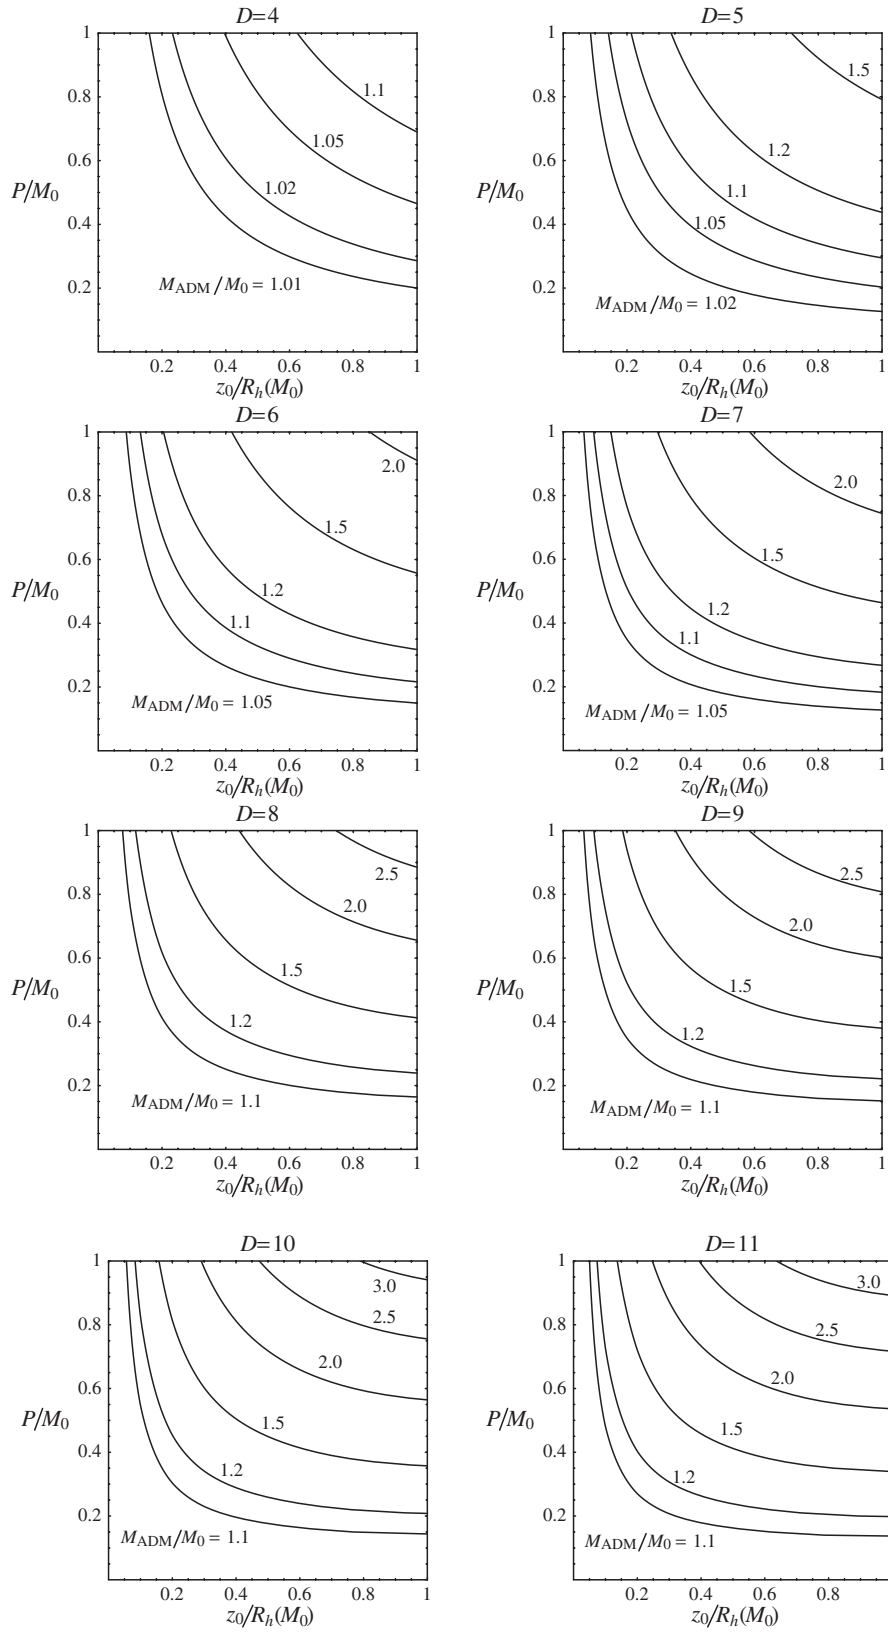 D=4
1
0.8
0.6
P/M0
0.4
0.2
1.1
1.05
1.02
MADM/M0 = 1.01
0.2 0.4 0.6 0.8 1
z0/Rh(M0)
D=5
1
0.8
0.6
P/M0
0.4
0.2
1.5
1.2
1.1
1.05
MADM/M0 = 1.02
0.2 0.4 0.6 0.8 1
z0/Rh(M0)
D=6
1
0.8
0.6
P/M0
0.4
0.2
2.0
1.5
1.2
1.1
MADM/M0 = 1.05
0.2 0.4 0.6 0.8 1
z0/Rh(M0)
D=7
1
0.8
0.6
P/M0
0.4
0.2
2.0
1.5
1.2
1.1
MADM/M0 = 1.05
0.2 0.4 0.6 0.8 1
z0/Rh(M0)
D=8
1
0.8
0.6
P/M0
0.4
0.2
2.5
2.0
1.5
1.2
MADM/M0 = 1.1
0.2 0.4 0.6 0.8 1
z0/Rh(M0)
D=9
1
0.8
0.6
P/M0
0.4
0.2
2.5
2.0
1.5
1.2
MADM/M0 = 1.1
0.2 0.4 0.6 0.8 1
z0/Rh(M0)
D=10
1
0.8
0.6
P/M0
0.4
0.2
3.0
2.5
2.0
1.5
1.2
MADM/M0 = 1.1
0.2 0.4 0.6 0.8 1
z0/Rh(M0)
D=11
1
0.8
0.6
P/M0
0.4
0.2
3.0
2.5
2.0
1.5
1.2
MADM/M0 = 1.1
0.2 0.4 0.6 0.8 1
z0/Rh(M0)